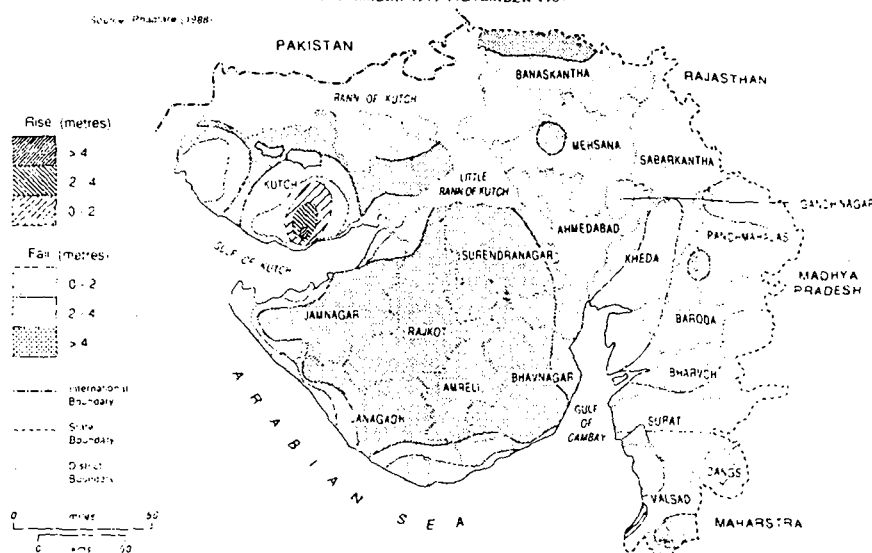 Source Phadtare (1988)
PAKISTAN
RAJASTHAN
BANASKANTHA
RANN OF KUTCH
Rise (metres)
> 4
2 - 4
0 - 2
MEHSANA
SABARKANTHA
KUTCH
LITTLE
RANN OF KUTCH
GANDHNAGAR
AHMEDABAD
PANCHMAHALAS
GULF OF KUTCH
SURENDRANAGAR
KHEDA
Fall (metres)
0 - 2
2 - 4
> 4
MADHYA
PRADESH
JAMNAGAR
RAJKOT
BARODA
BHAVNAGAR
BHARUCH
AMRELI
International
Boundary
ANAGADH
GULF
OF
CAMBAY
SURAT
State
Boundary
DANGS
District
Boundary
VALSAD
MAHARSTRA
ARABIAN SEA
0 miles 50
0 kms 50